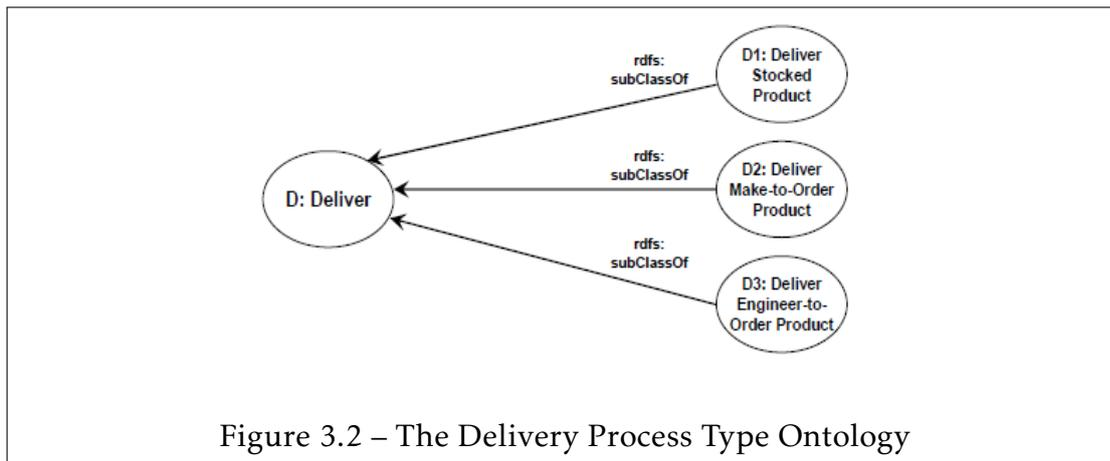 rdfs:
subClassOf
D1: Deliver
Stocked
Product
rdfs:
subClassOf
D2: Deliver
Make-to-Order
Product
D: Deliver
rdfs:
subClassOf
D3: Deliver
Engineer-to-
Order Product
Figure 3.2 – The Delivery Process Type Ontology